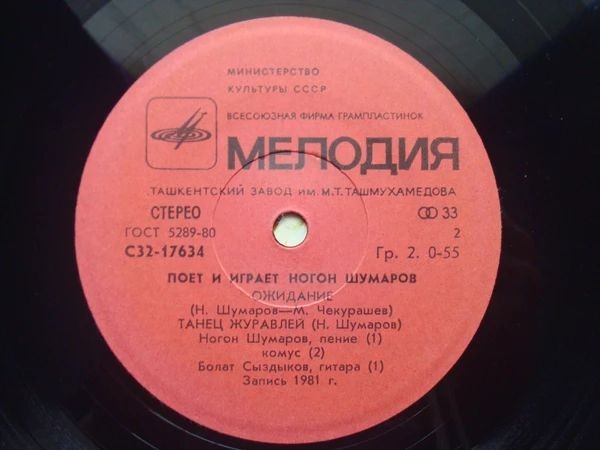 МИНИСТЕРСТВО
КУЛЬТУРЫ СССР
ВСЕСОЮЗНАЯ ФИРМА ГРАМПЛАСТИНОК
МЕЛОДИЯ
ТАШКЕНТСКИЙ ЗАВОД им. М.Т. ТАШМУХАМЕДОВА
СТЕРЕО 33
ГОСТ 5289-80 2
С32-17634 Гр. 2. 0-55
ПОЕТ И ИГРАЕТ НОГОН ШУМАРОВ
ОЖИДАНИЕ
(Н. Шумаров—М. Чекурашев)
ТАНЕЦ ЖУРАВЛЕЙ (Н. Шумаров)
Ногон Шумаров, пение (1)
комус (2)
Болат Сыздыков, гитара (1)
Запись 1981 г.